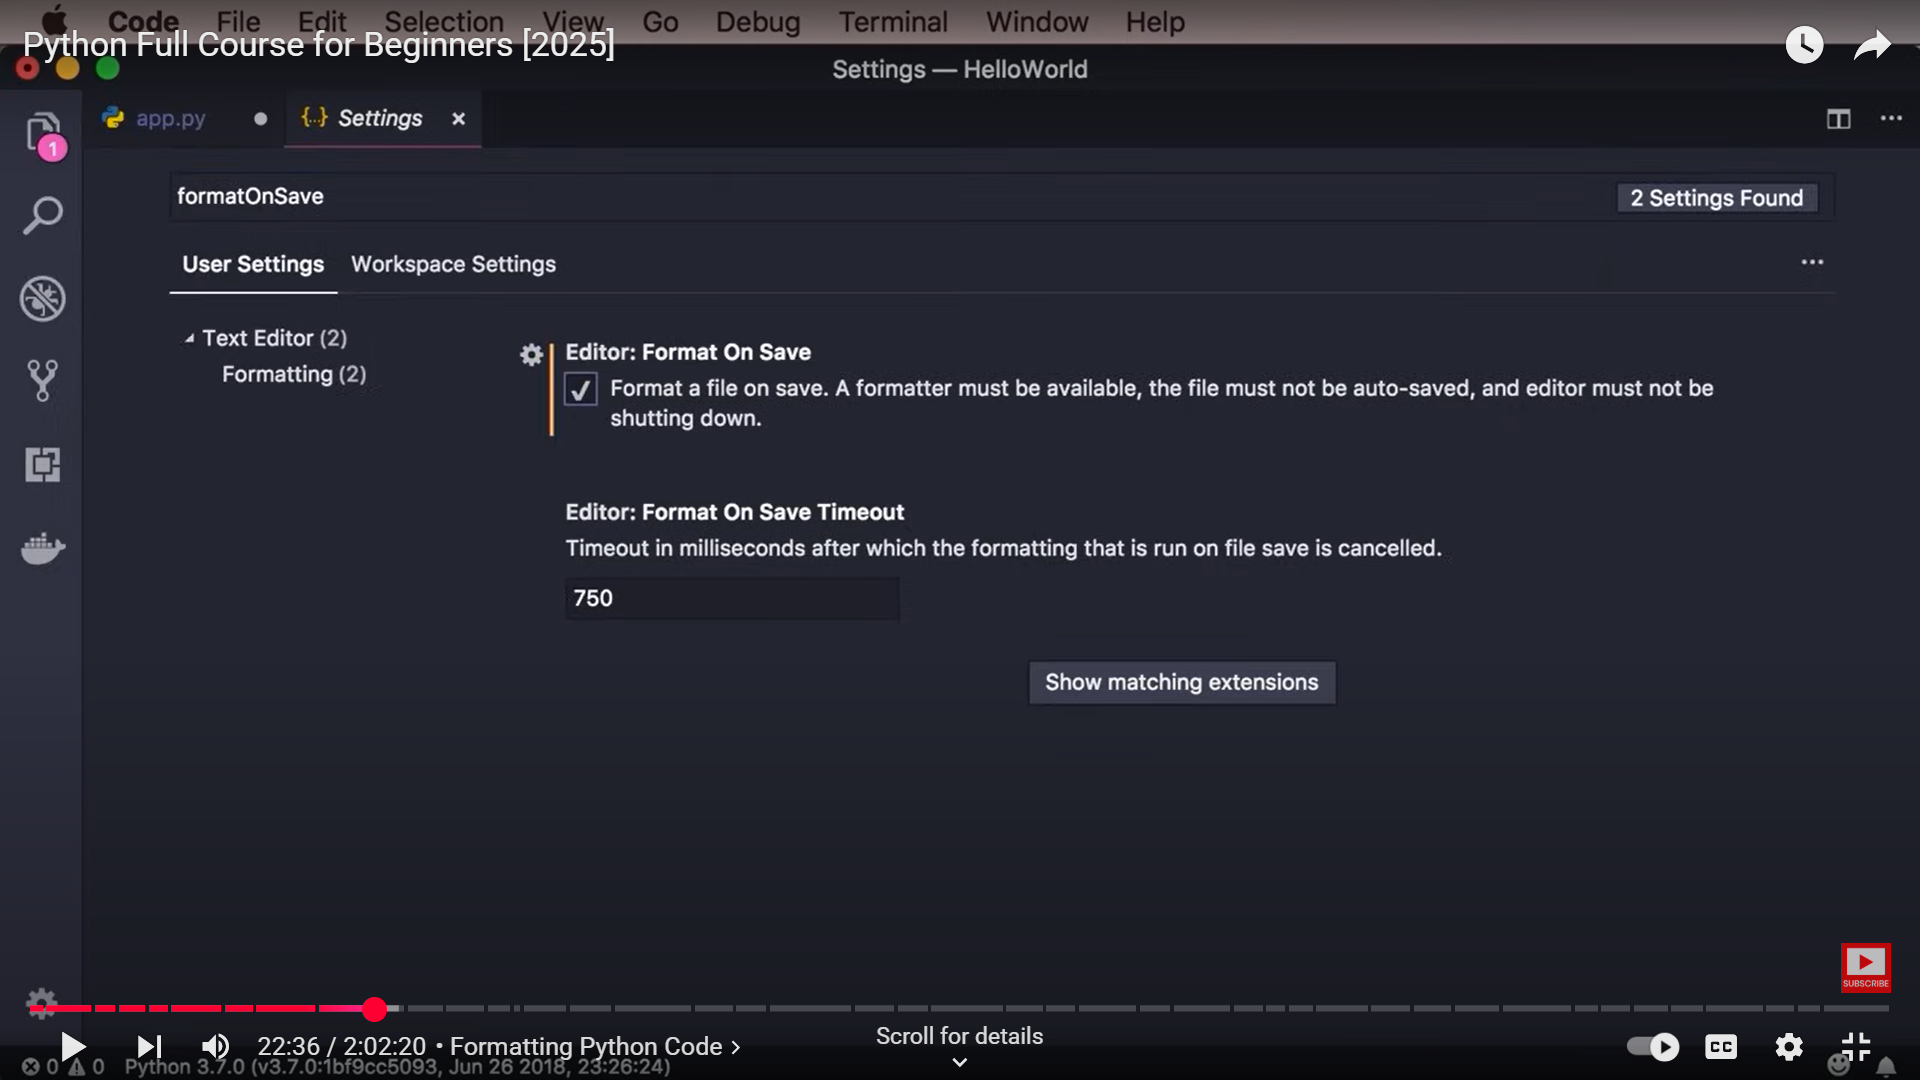 Code File Edit Selection View Go Debug Terminal Window Help
Python Full Course for Beginners [2025]
Settings — HelloWorld
1
app.py
{..} Settings
formatOnSave
2 Settings Found
User Settings Workspace Settings
Text Editor (2)
Formatting (2)
Editor: Format On Save
Format a file on save. A formatter must be available, the file must not be auto-saved, and editor must not be
shutting down.
Editor: Format On Save Timeout
Timeout in milliseconds after which the formatting that is run on file save is cancelled.
750
Show matching extensions
SUBSCRIBE
22:36 / 2:02:20 • Formatting Python Code
Scroll for details
CC
0 0 Python 3.7.0 (v3.7.0:1bf9cc5093, Jun 26 2018, 23:26:24)